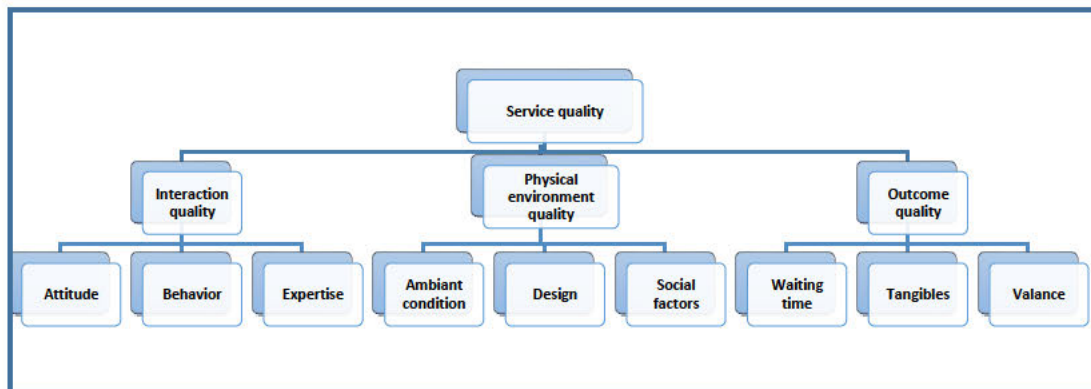 Service quality
Interaction
quality
Physical
environment
quality
Outcome
quality
Attitude
Behavior
Expertise
Ambiant
condition
Design
Social
factors
Waiting
time
Tangibles
Valance